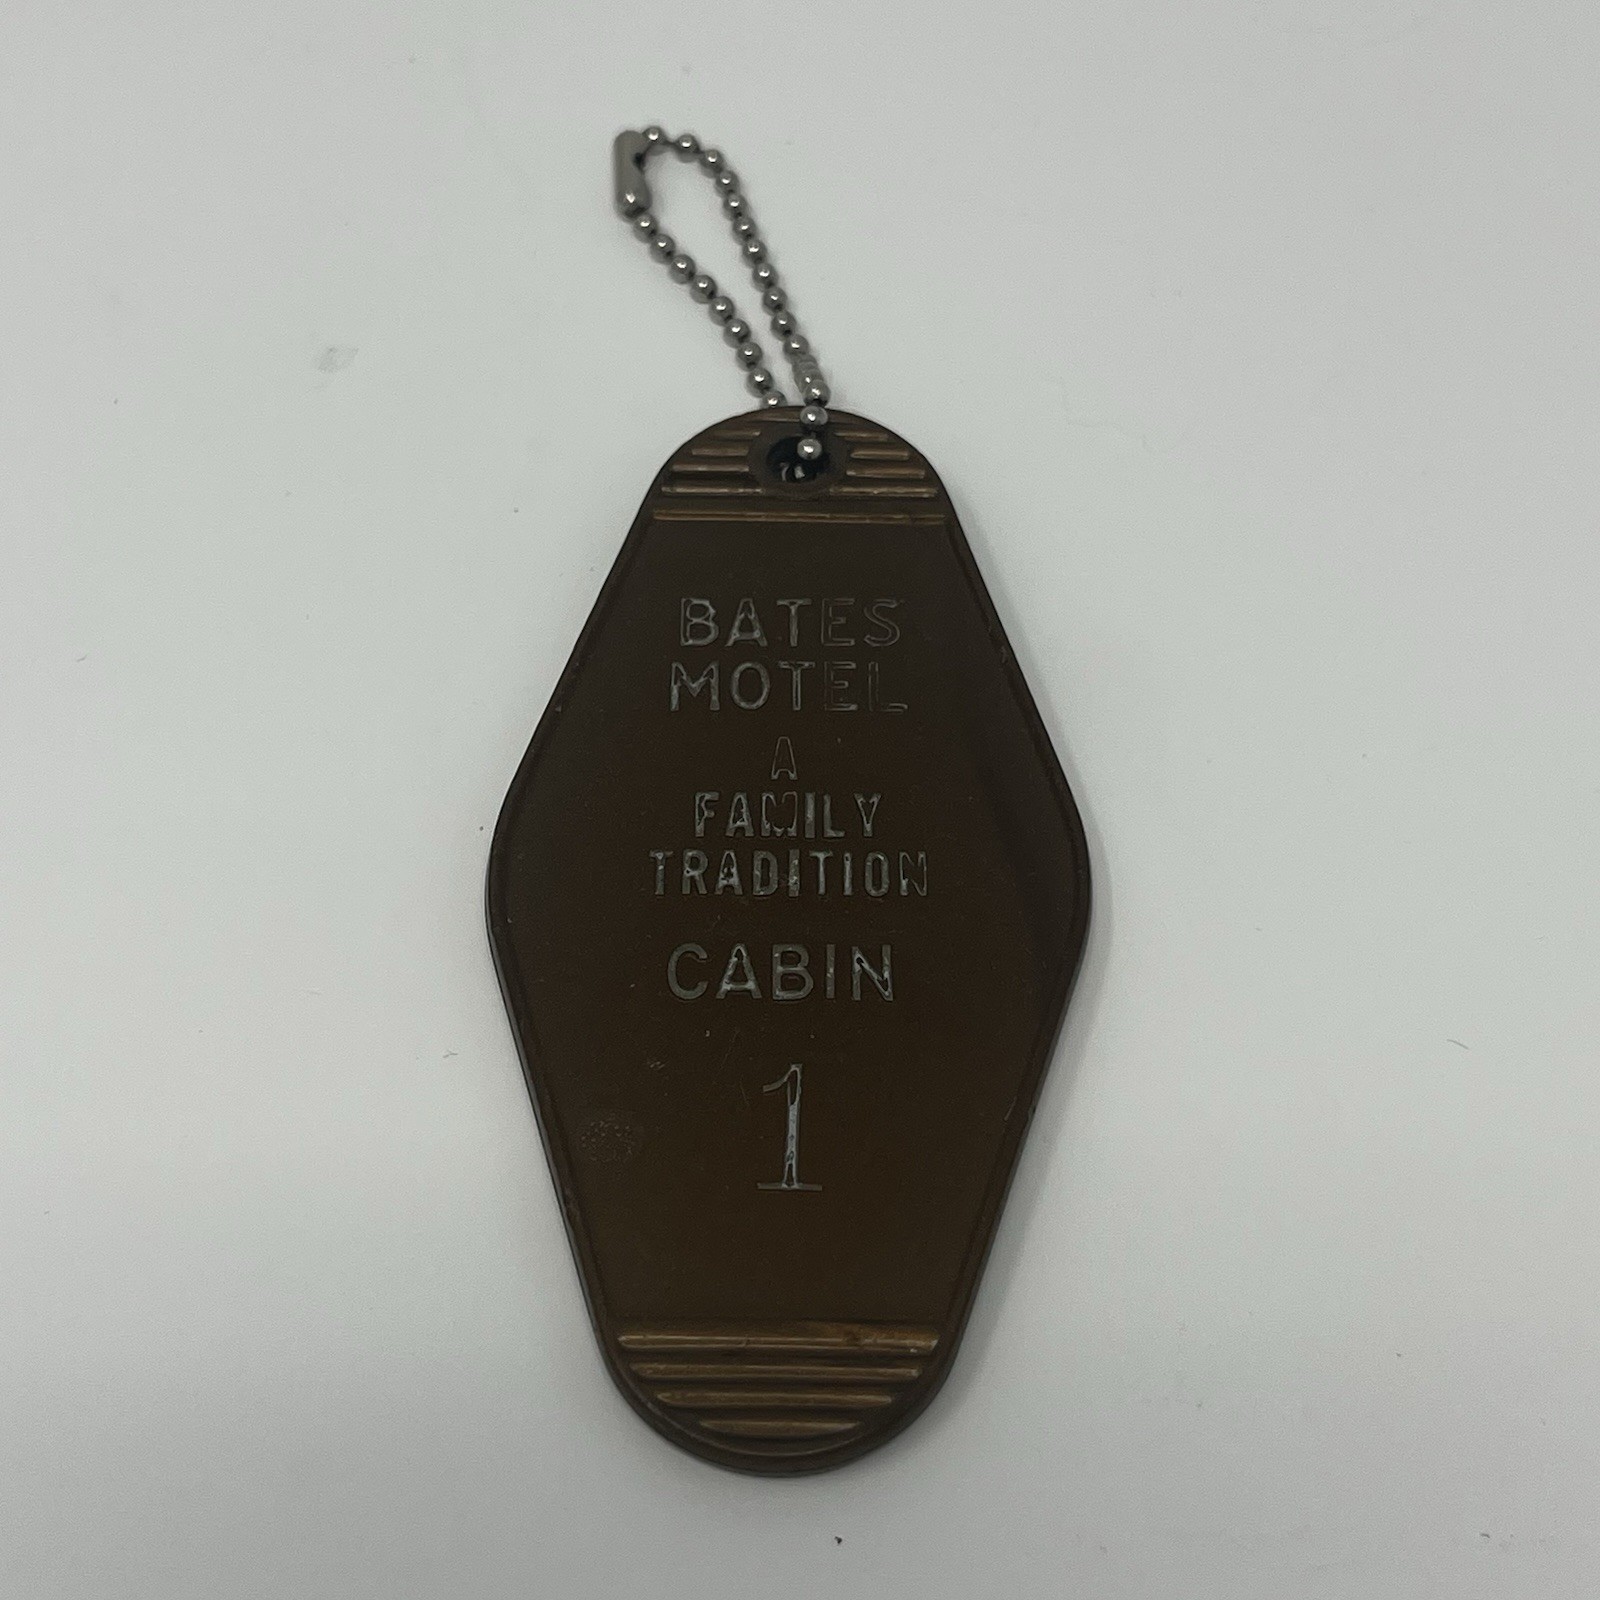 BATES
MOTEL
A
FAMILY
TRADITION
CABIN
1